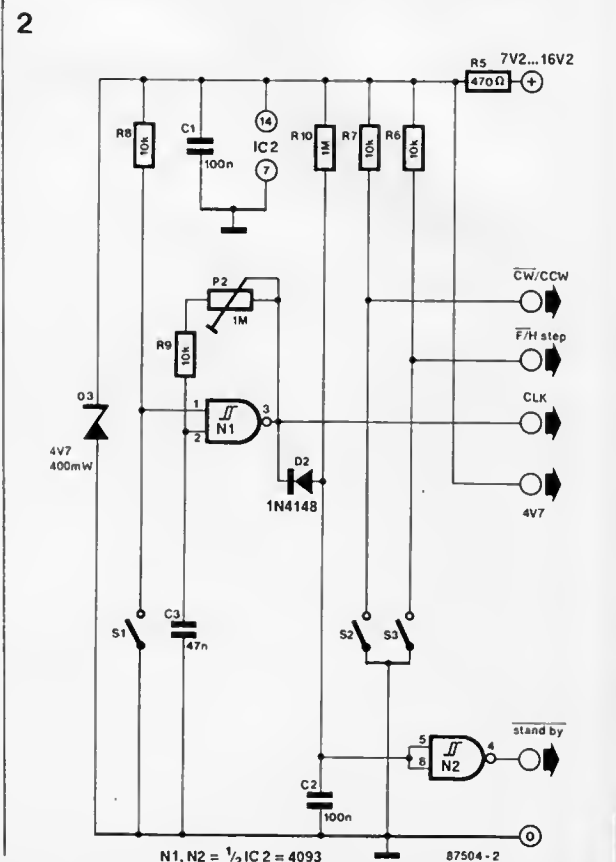 2
R5 7V2...16V2
470Ω
+
R8
10k
C1
100n
14
IC2
7
R10
1M
R7
10k
R6
10k
P2
1M
R9
10k
CW/CCW
F/H step
CLK
4V7
1
2
N1
3
D2
1N4148
4V7
400mW
S1
C3
47n
S2
S3
stand by
5
6
N2
4
C2
100n
0
N1, N2 = 1/2 IC 2 = 4093
87504-2